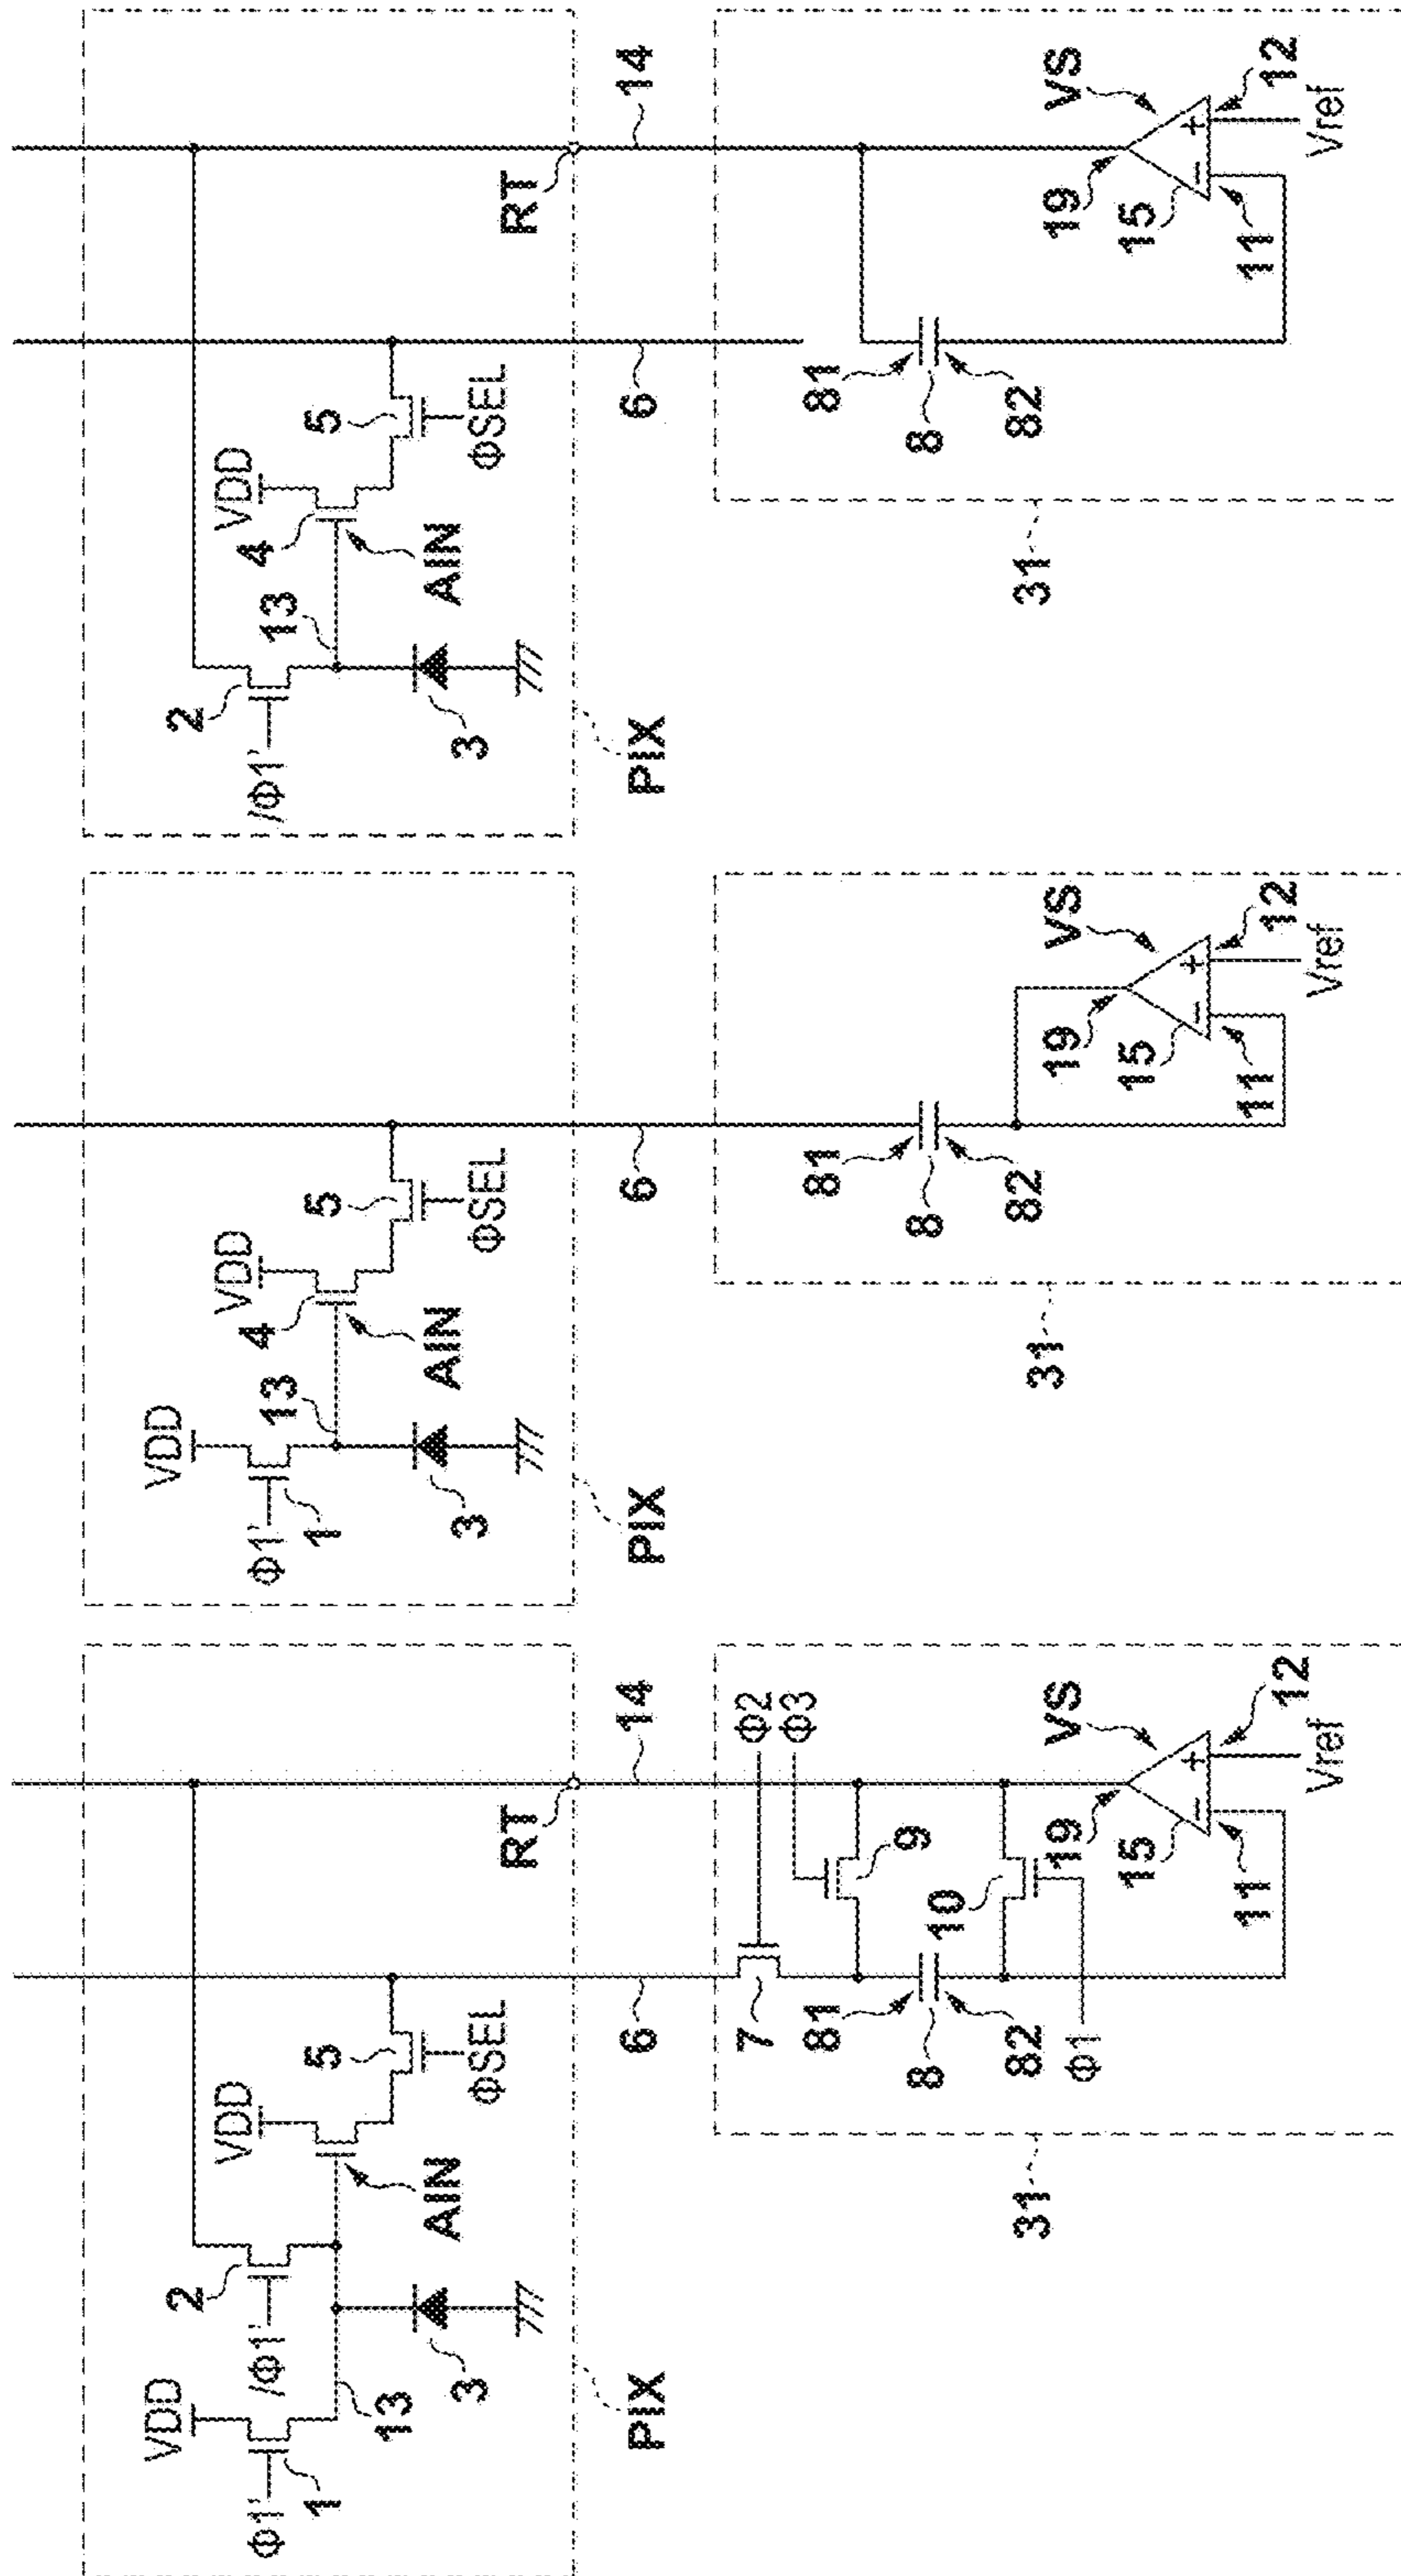 VDD
2
VDD
Φ1'
/Φ1'
1
5
13
AIN
3
ΦSEL
RT
PIX
6
14
7
Φ2
Φ3
81
9
8
10
82
31
Φ1
19
VS
15
11
12
Vref
VDD
VDD
Φ1'
4
13
1
5
AIN
3
ΦSEL
PIX
6
81
8
82
31
19
VS
15
11
12
Vref
2
VDD
/Φ1'
4
13
5
AIN
3
ΦSEL
RT
PIX
6
14
81
8
82
31
19
VS
15
11
12
Vref